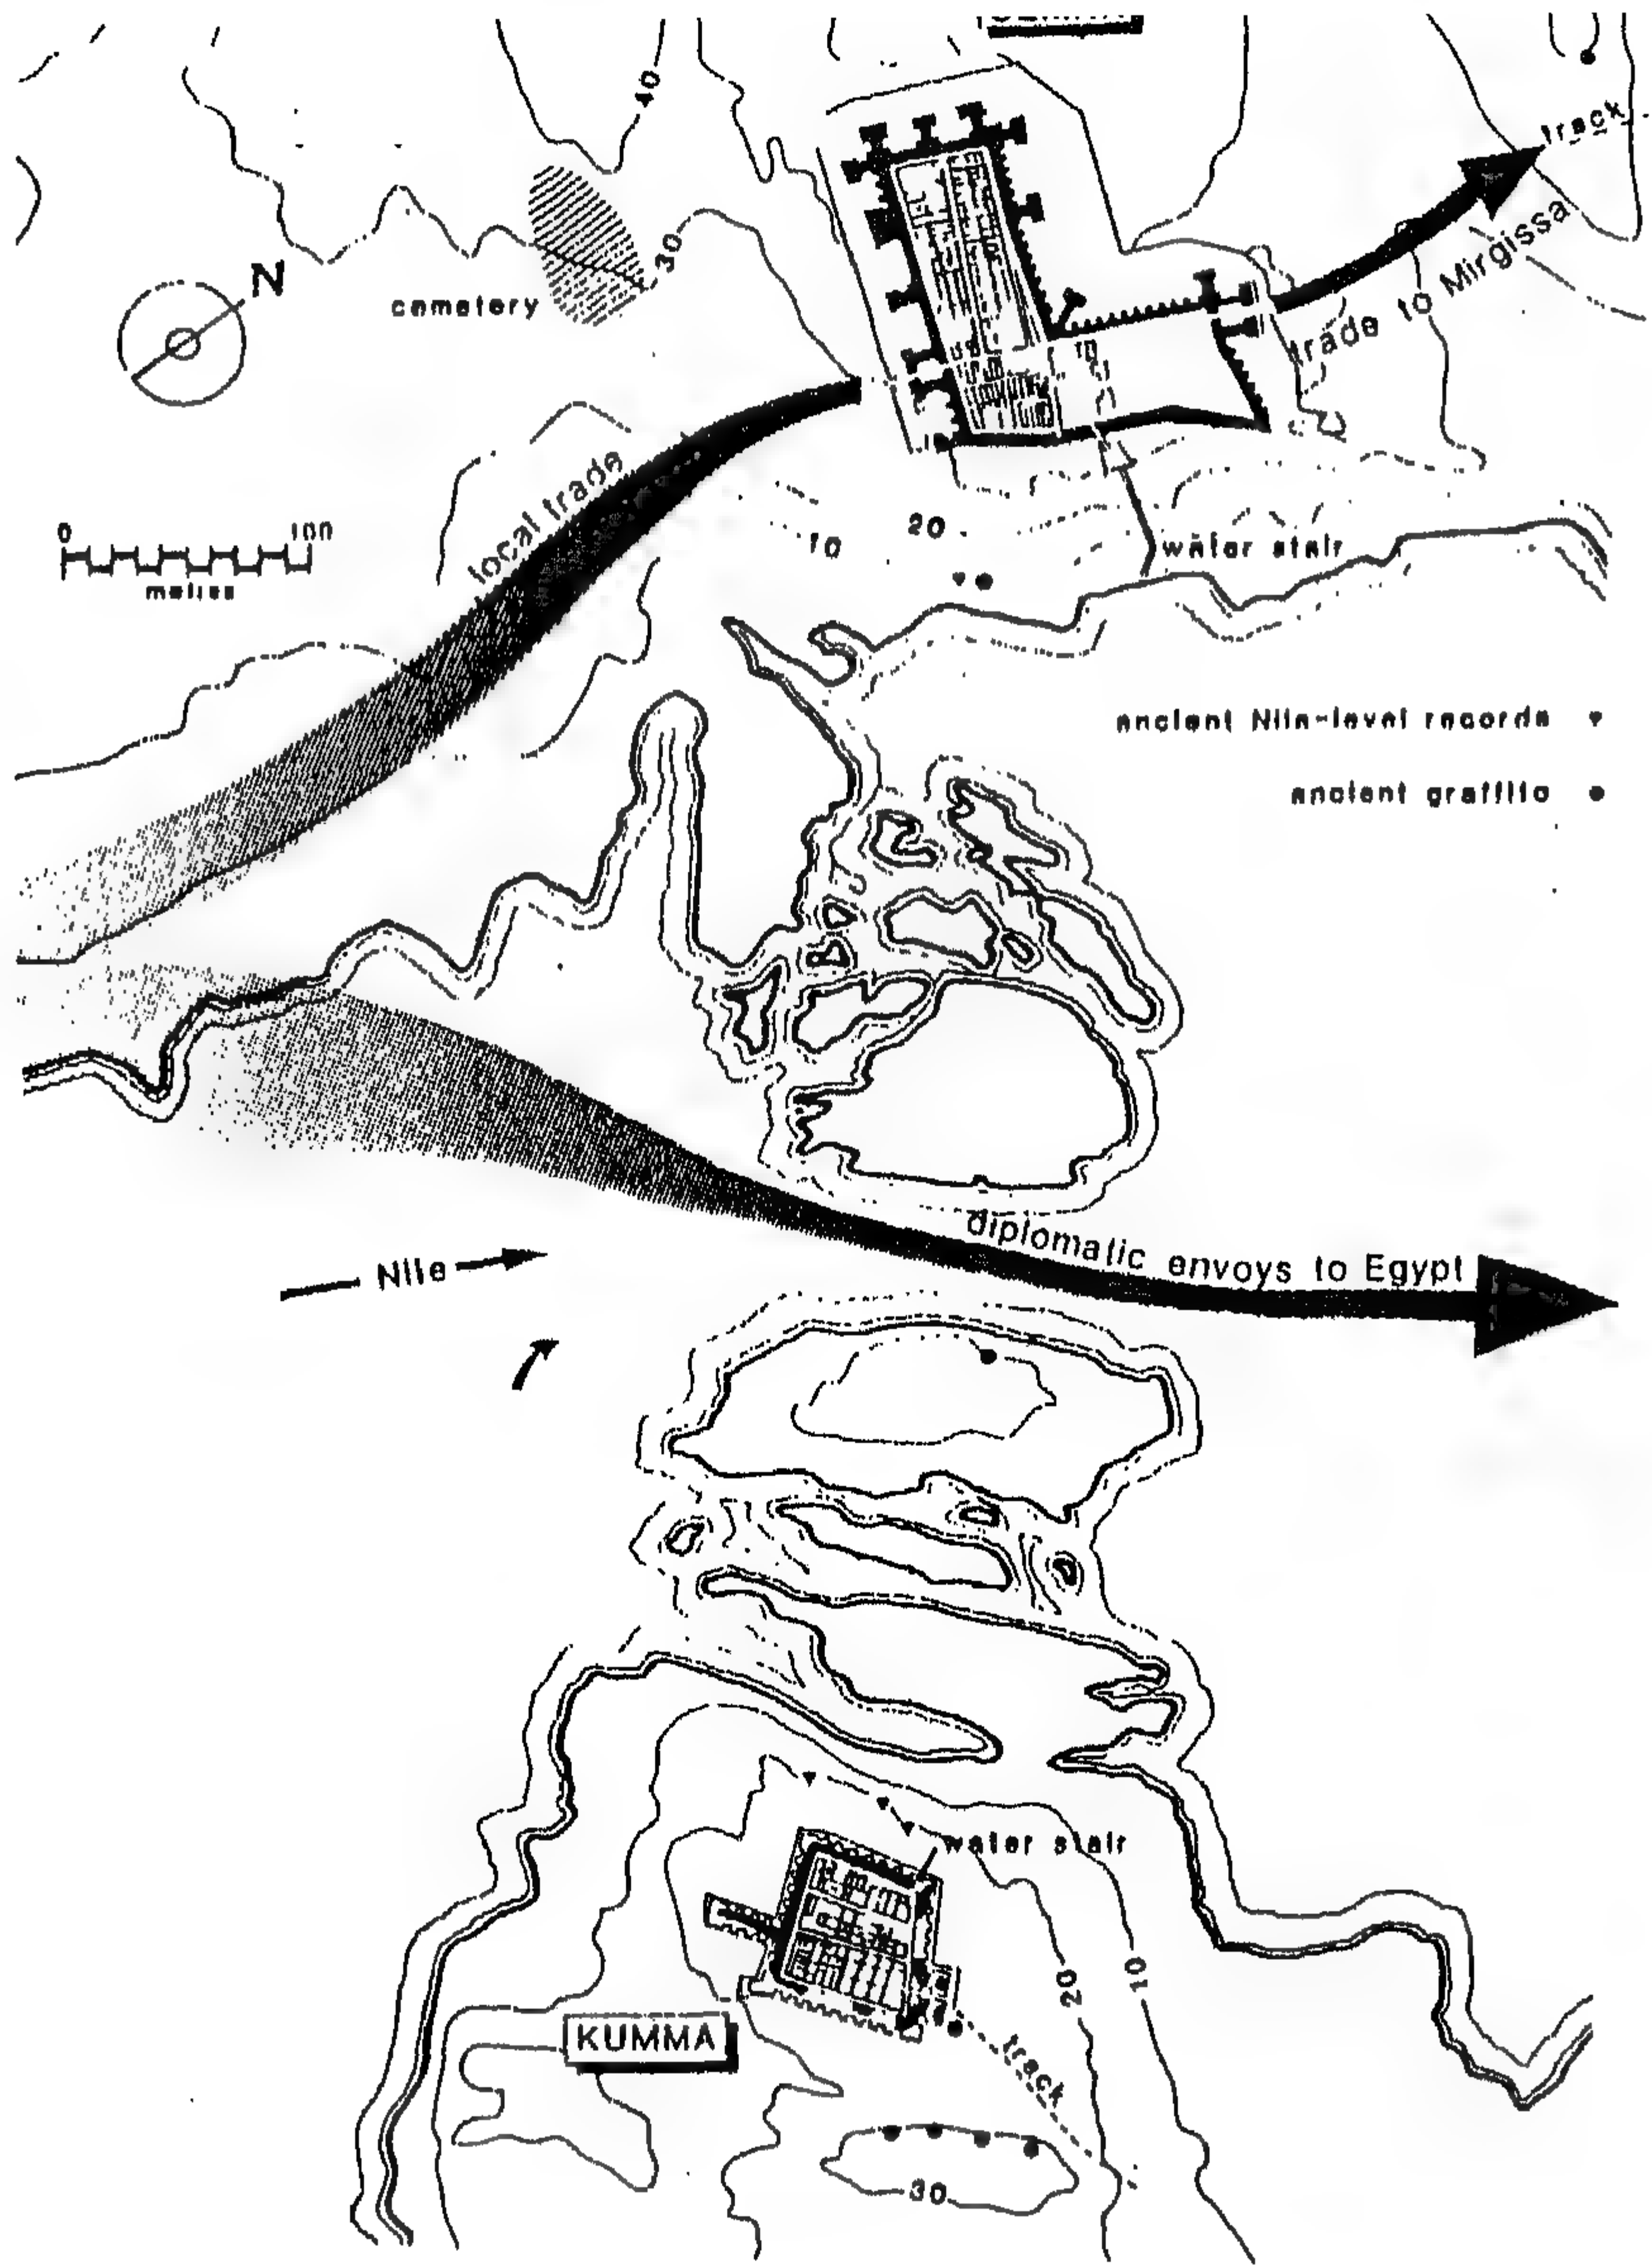 40
track
N
30
cemetery
trade to Mirgissa
local trade
0 100
metres
20
10
water stair
ancient Nile-level records
ancient graffito
diplomatic envoys to Egypt
Nile
water stair
20
10
KUMMA
track
30